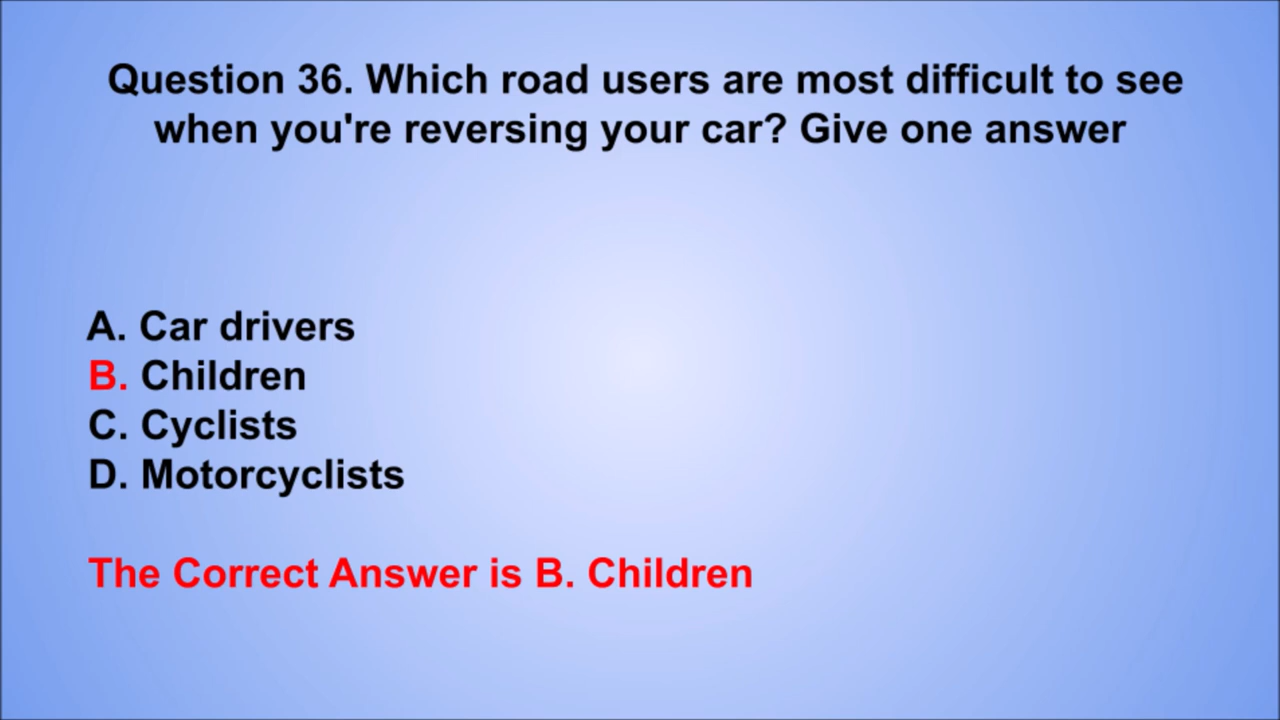 Question 36. Which road users are most difficult to see
when you're reversing your car? Give one answer
A. Car drivers
B. Children
C. Cyclists
D. Motorcyclists
The Correct Answer is B. Children